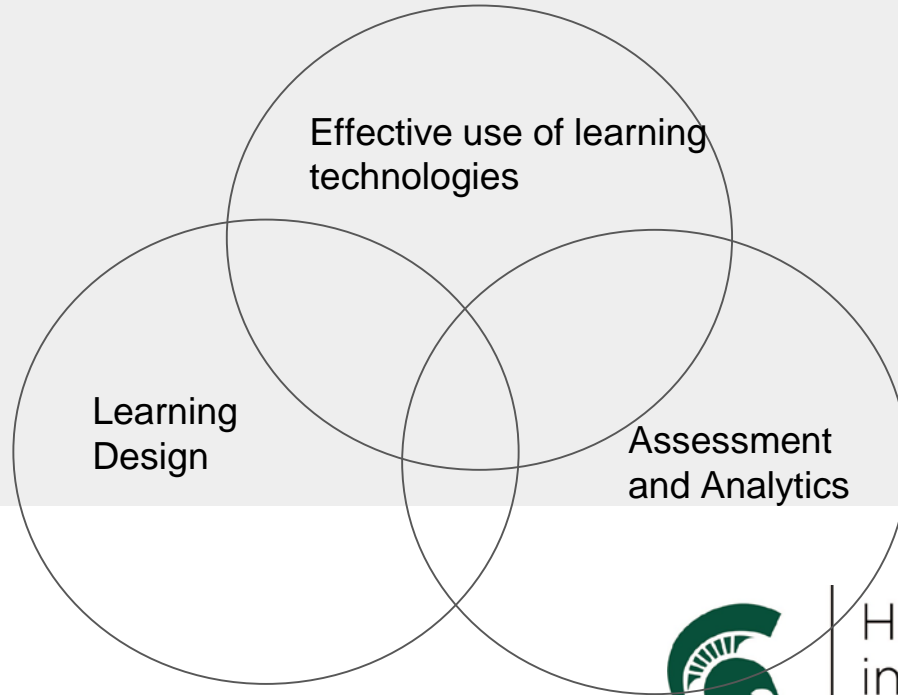 Effective use of learning
technologies
Learning
Design
Assessment
and Analytics